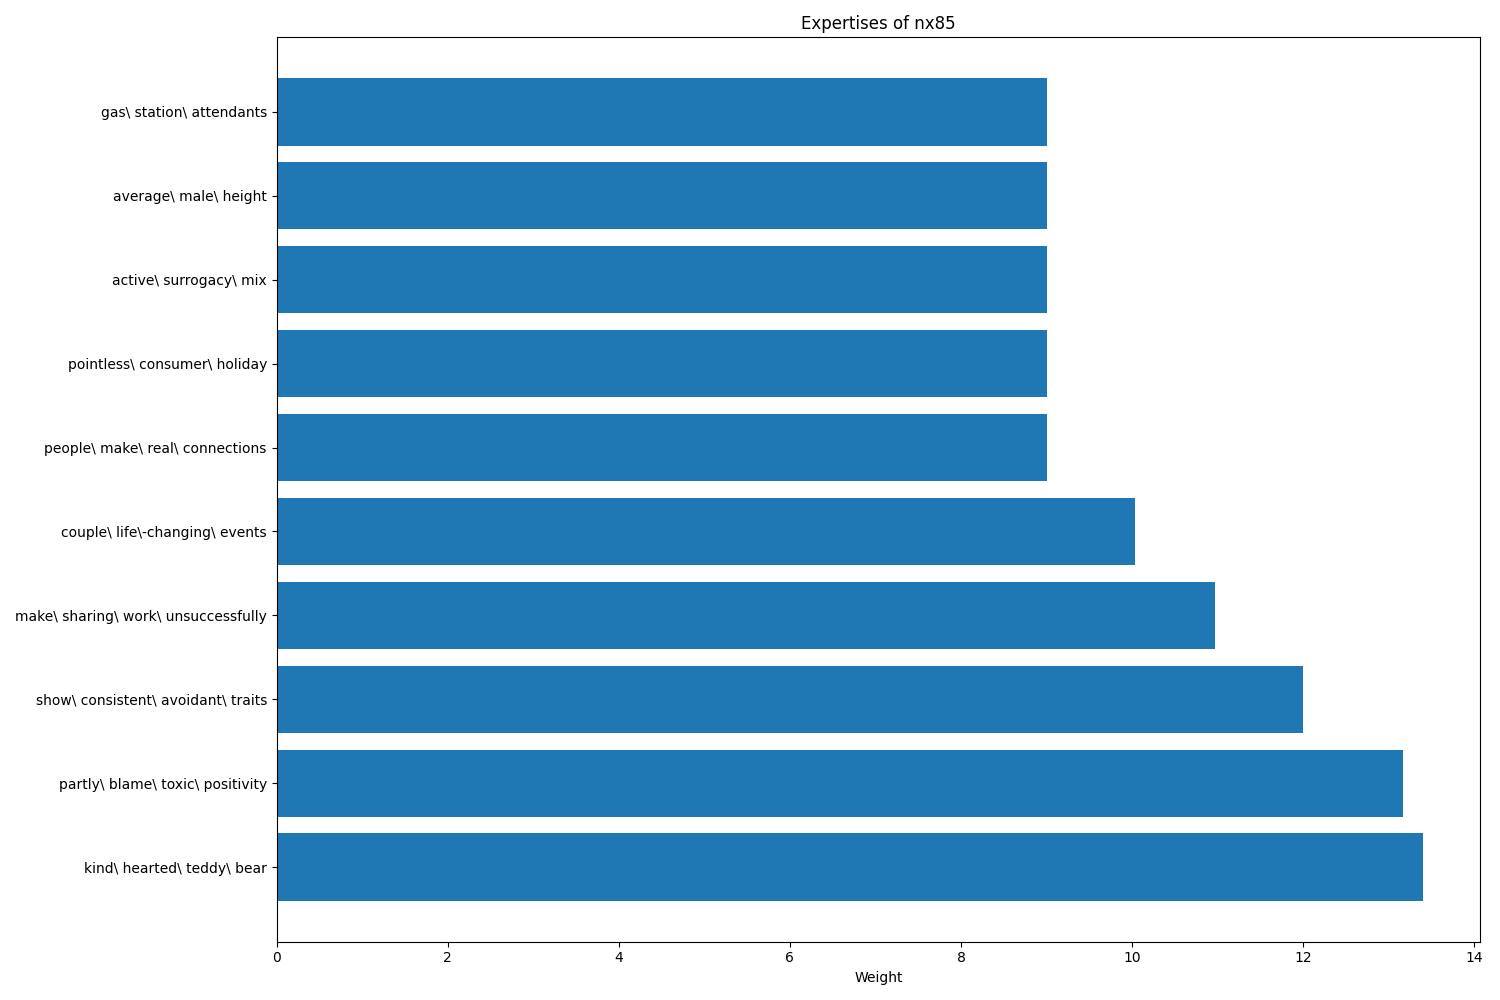 Expertises of nx85
gas\ station\ attendants
average\ male\ height
active\ surrogacy\ mix
pointless\ consumer\ holiday
people\ make\ real\ connections
couple\ life\-changing\ events
make\ sharing\ work\ unsuccessfully
show\ consistent\ avoidant\ traits
partly\ blame\ toxic\ positivity
kind\ hearted\ teddy\ bear
0 2 4 6 8 10 12 14
Weight